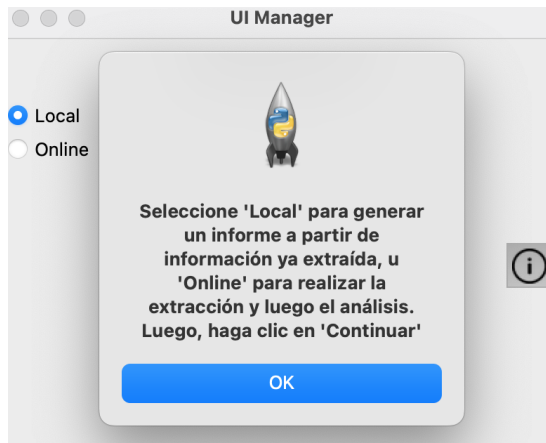 UI Manager
Local
Online
Seleccione 'Local' para generar
un informe a partir de
información ya extraída, u
'Online' para realizar la
extracción y luego el análisis.
Luego, haga clic en 'Continuar'
OK